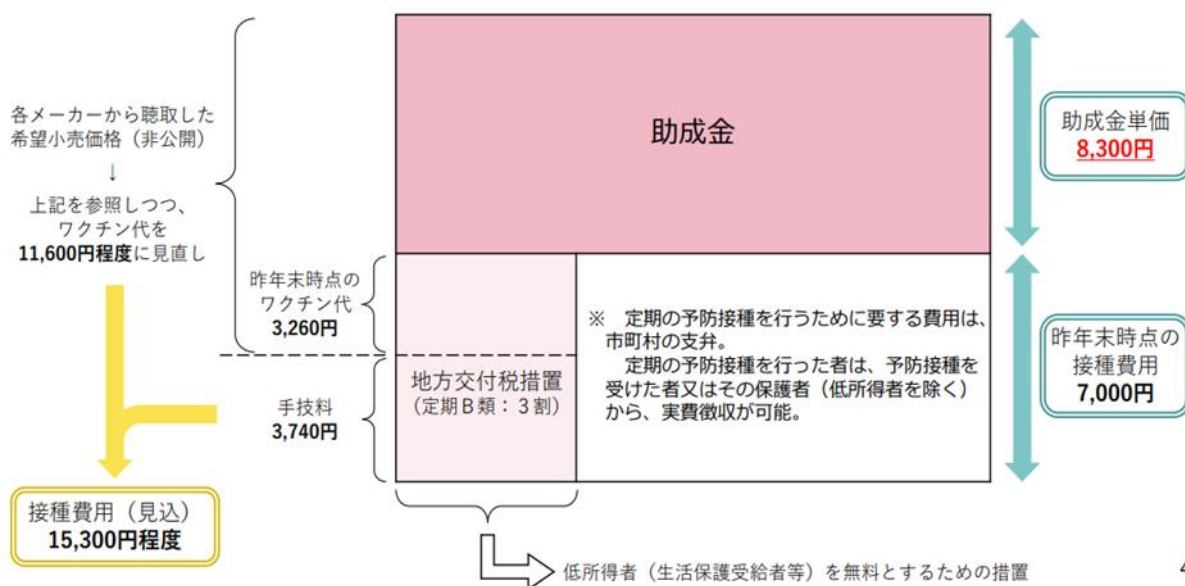 助成金
助成金単価
8,300円
各メーカーから聴取した
希望小売価格（非公開）
↓
上記を参照しつつ、
ワクチン代を
11,600円程度に見直し
昨年末時点の
ワクチン代
3,260円
※　定期の予防接種を行うために要する費用は、
市町村の支弁。
　定期の予防接種を行った者は、予防接種を
受けた者又はその保護者（低所得者を除く）
から、実費徴収が可能。
昨年末時点の
接種費用
7,000円
手技料
3,740円
地方交付税措置
（定期Ｂ類：３割）
接種費用（見込）
15,300円程度
低所得者（生活保護受給者等）を無料とするための措置